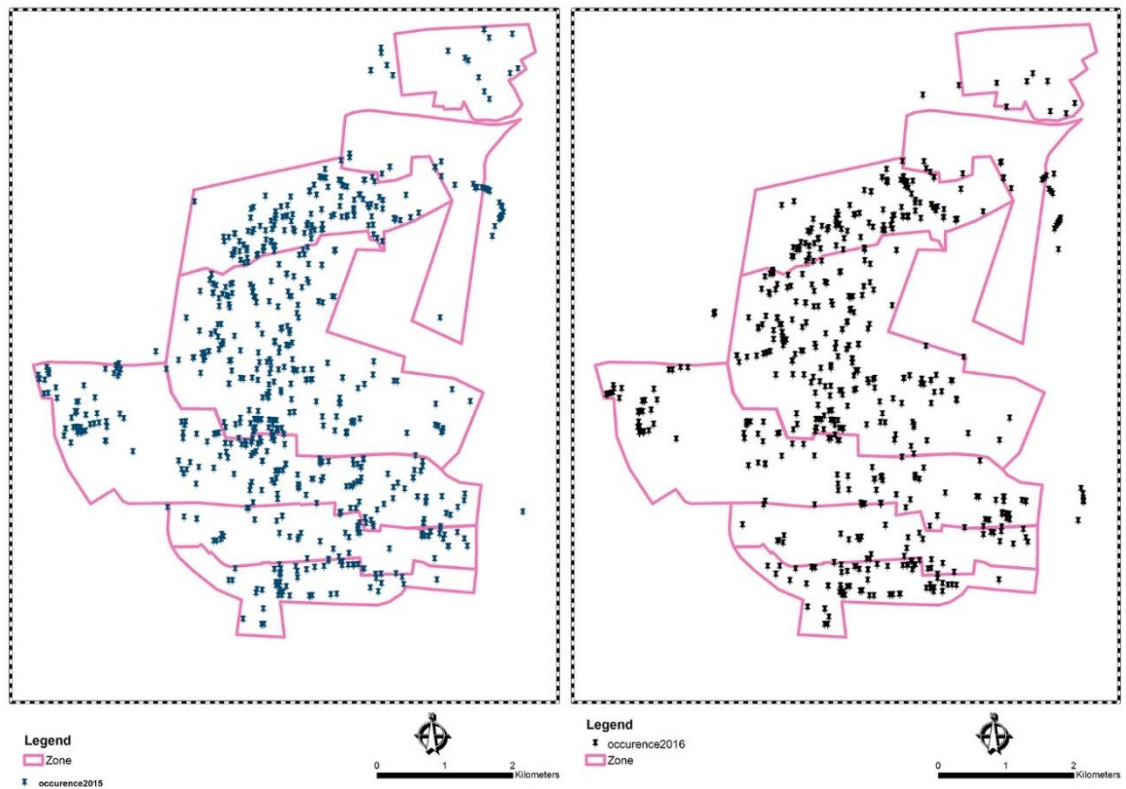 Legend
Zone
occurence2015
0 1 2
Kilometers
Legend
occurence2016
Zone
0 1 2
Kilometers